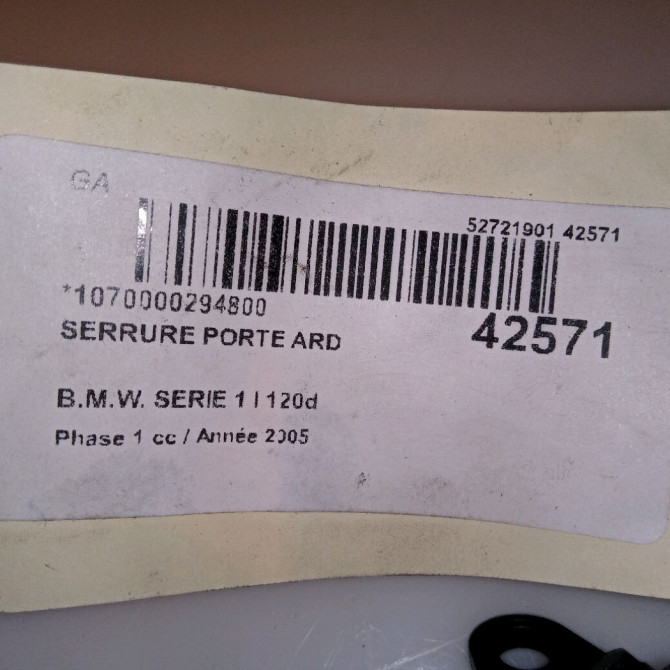 GA
52721901 42571
*1070000294800
42571
SERRURE PORTE ARD
B.M.W. SERIE 1 I 120d
Phase 1 cc / Année 2005